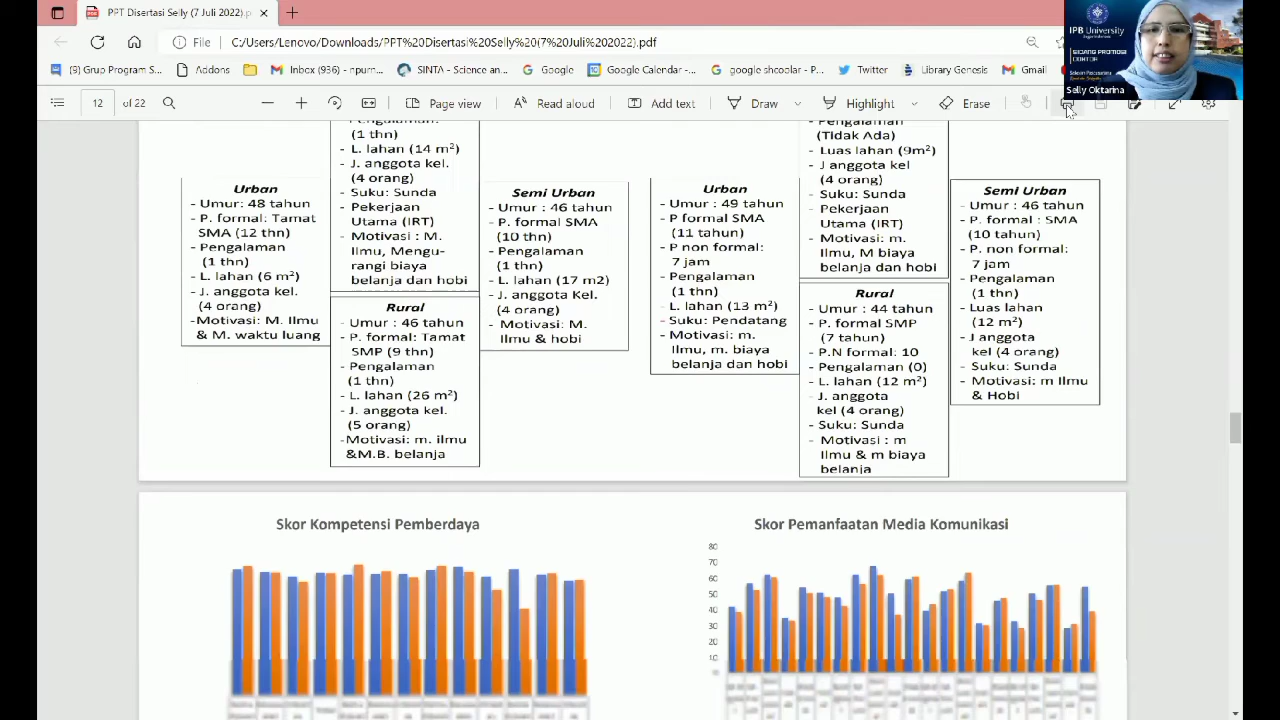 PPT Disertasi Selly (7 Juli 2022).p
File
C:/Users/Lenovo/Downloads/
.pdf
Grup Program S...
Addons
Inbox (956) - npur
ScienceDirect
SINTA - Science an...
Google
Google Calendar -...
google shcoolar
Twitter
Library Genesis
Gmail
12
of 22
Page view
Read aloud
Add text
Draw
Highlight
Erase
IPB University
SIDANG PROMOSI
DOKTOR
Selly Oktarina
Urban
- Umur: 48 tahun
- P. formal: Tamat
SMA (12 thn)
- Pengalaman
(1 thn)
- L. lahan (6 m²)
- J. anggota kel.
(4 orang)
-Motivasi: M. Ilmu
& M. waktu luang
(1 thn)
- L. lahan (14 m²)
- J. anggota kel.
(4 orang)
- Suku: Sunda
- Pekerjaan
Utama (IRT)
- Motivasi : M.
Ilmu, Mengu-
rangi biaya
belanja dan hobi
Rural
- Umur : 46 tahun
- P. formal: Tamat
SMP (9 thn)
- Pengalaman
(1 thn)
- L. lahan (26 m²)
- J. anggota kel.
(5 orang)
-Motivasi: m. ilmu
&M.B. belanja
Semi Urban
- Umur: 46 tahun
- P. formal SMA
(10 thn)
- Pengalaman
(1 thn)
- L. lahan (17 m2)
- J. anggota Kel.
(4 orang)
- Motivasi: M.
Ilmu & hobi
Urban
- Umur : 49 tahun
- P formal SMA
(11 tahun)
- P non formal:
7 jam
- Pengalaman
(1 thn)
- L. lahan (13 m²)
- Suku: Pendatang
- Motivasi: m.
Ilmu, m. biaya
belanja dan hobi
- Pengalaman
(Tidak Ada)
- Luas lahan (9m²)
- J anggota kel
(4 orang)
- Suku: Sunda
- Pekerjaan
Utama (IRT)
- Motivasi: m.
Ilmu, M biaya
belanja dan hobi
Rural
- Umur : 44 tahun
- P. formal SMP
(7 tahun)
- P.N formal: 10
- Pengalaman (0)
- L. lahan (12 m²)
- J. anggota
kel (4 orang)
- Suku: Sunda
- Motivasi : m
Ilmu & m biaya
belanja
Semi Urban
- Umur : 46 tahun
- P. formal : SMA
(10 tahun)
- P. non formal:
7 jam
- Pengalaman
(1 thn)
- Luas lahan
(12 m²)
- J anggota
kel (4 orang)
- Suku: Sunda
- Motivasi: m Ilmu
& Hobi
Skor Kompetensi Pemberdaya
Skor Pemanfaatan Media Komunikasi
80
70
60
50
40
30
20
10